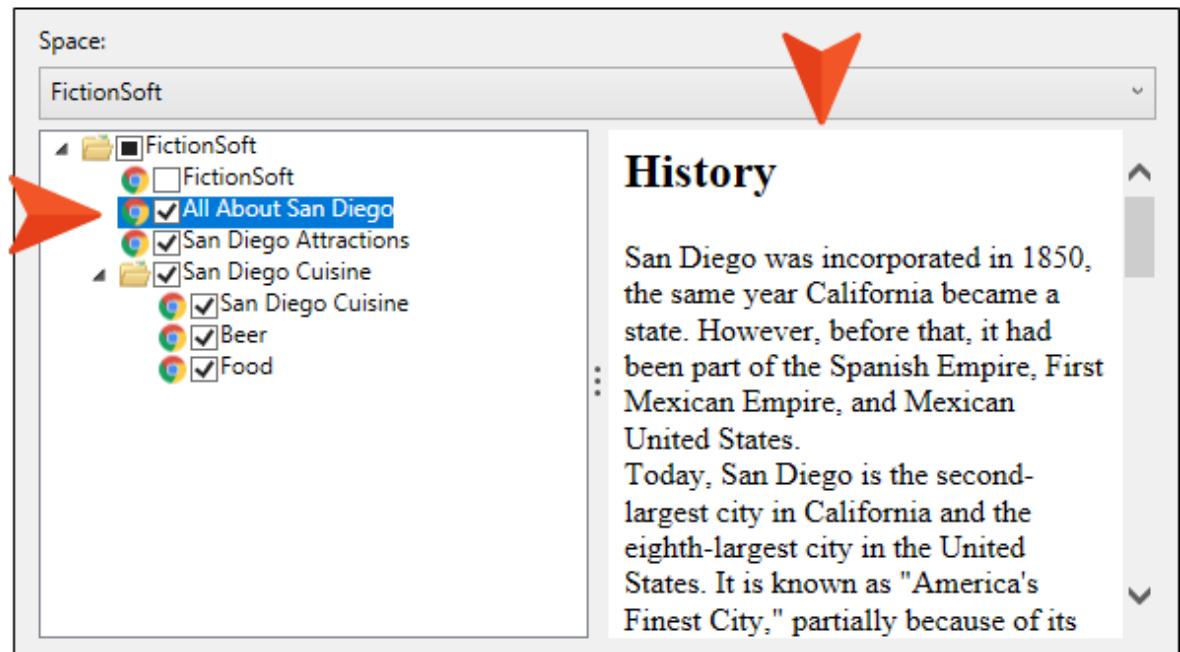 Space:
FictionSoft
FictionSoft
FictionSoft
All About San Diego
San Diego Attractions
San Diego Cuisine
San Diego Cuisine
Beer
Food
History
San Diego was incorporated in 1850,
the same year California became a
state. However, before that, it had
been part of the Spanish Empire, First
Mexican Empire, and Mexican
United States.
Today, San Diego is the second-
largest city in California and the
eighth-largest city in the United
States. It is known as "America's
Finest City," partially because of its